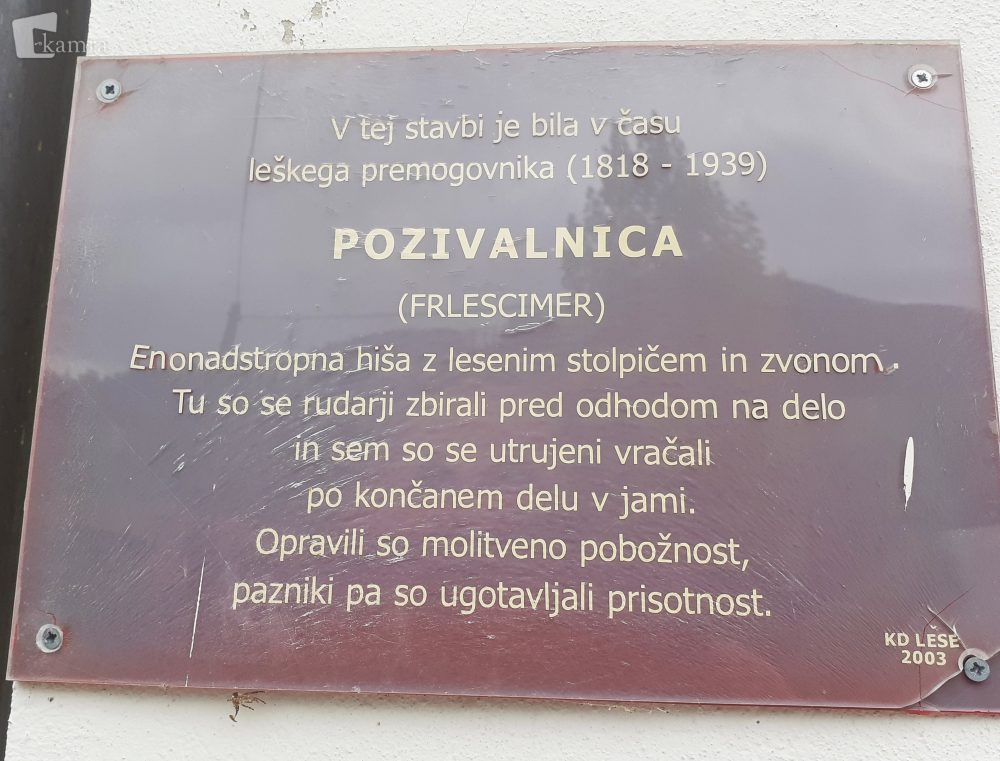 V tej stavbi je bila v času
leškega premogovnika (1818 - 1939)
POZIVALNICA
(FRLESCIMER)
Enonadstropna hiša z lesenim stolpičem in zvonom.
Tu so se rudarji zbirali pred odhodom na delo
in sem so se utrujeni vračali
po končanem delu v jami.
Opravili so molitveno pobožnost,
pazniki pa so ugotavljali prisotnost.
KD LEŠE
2003